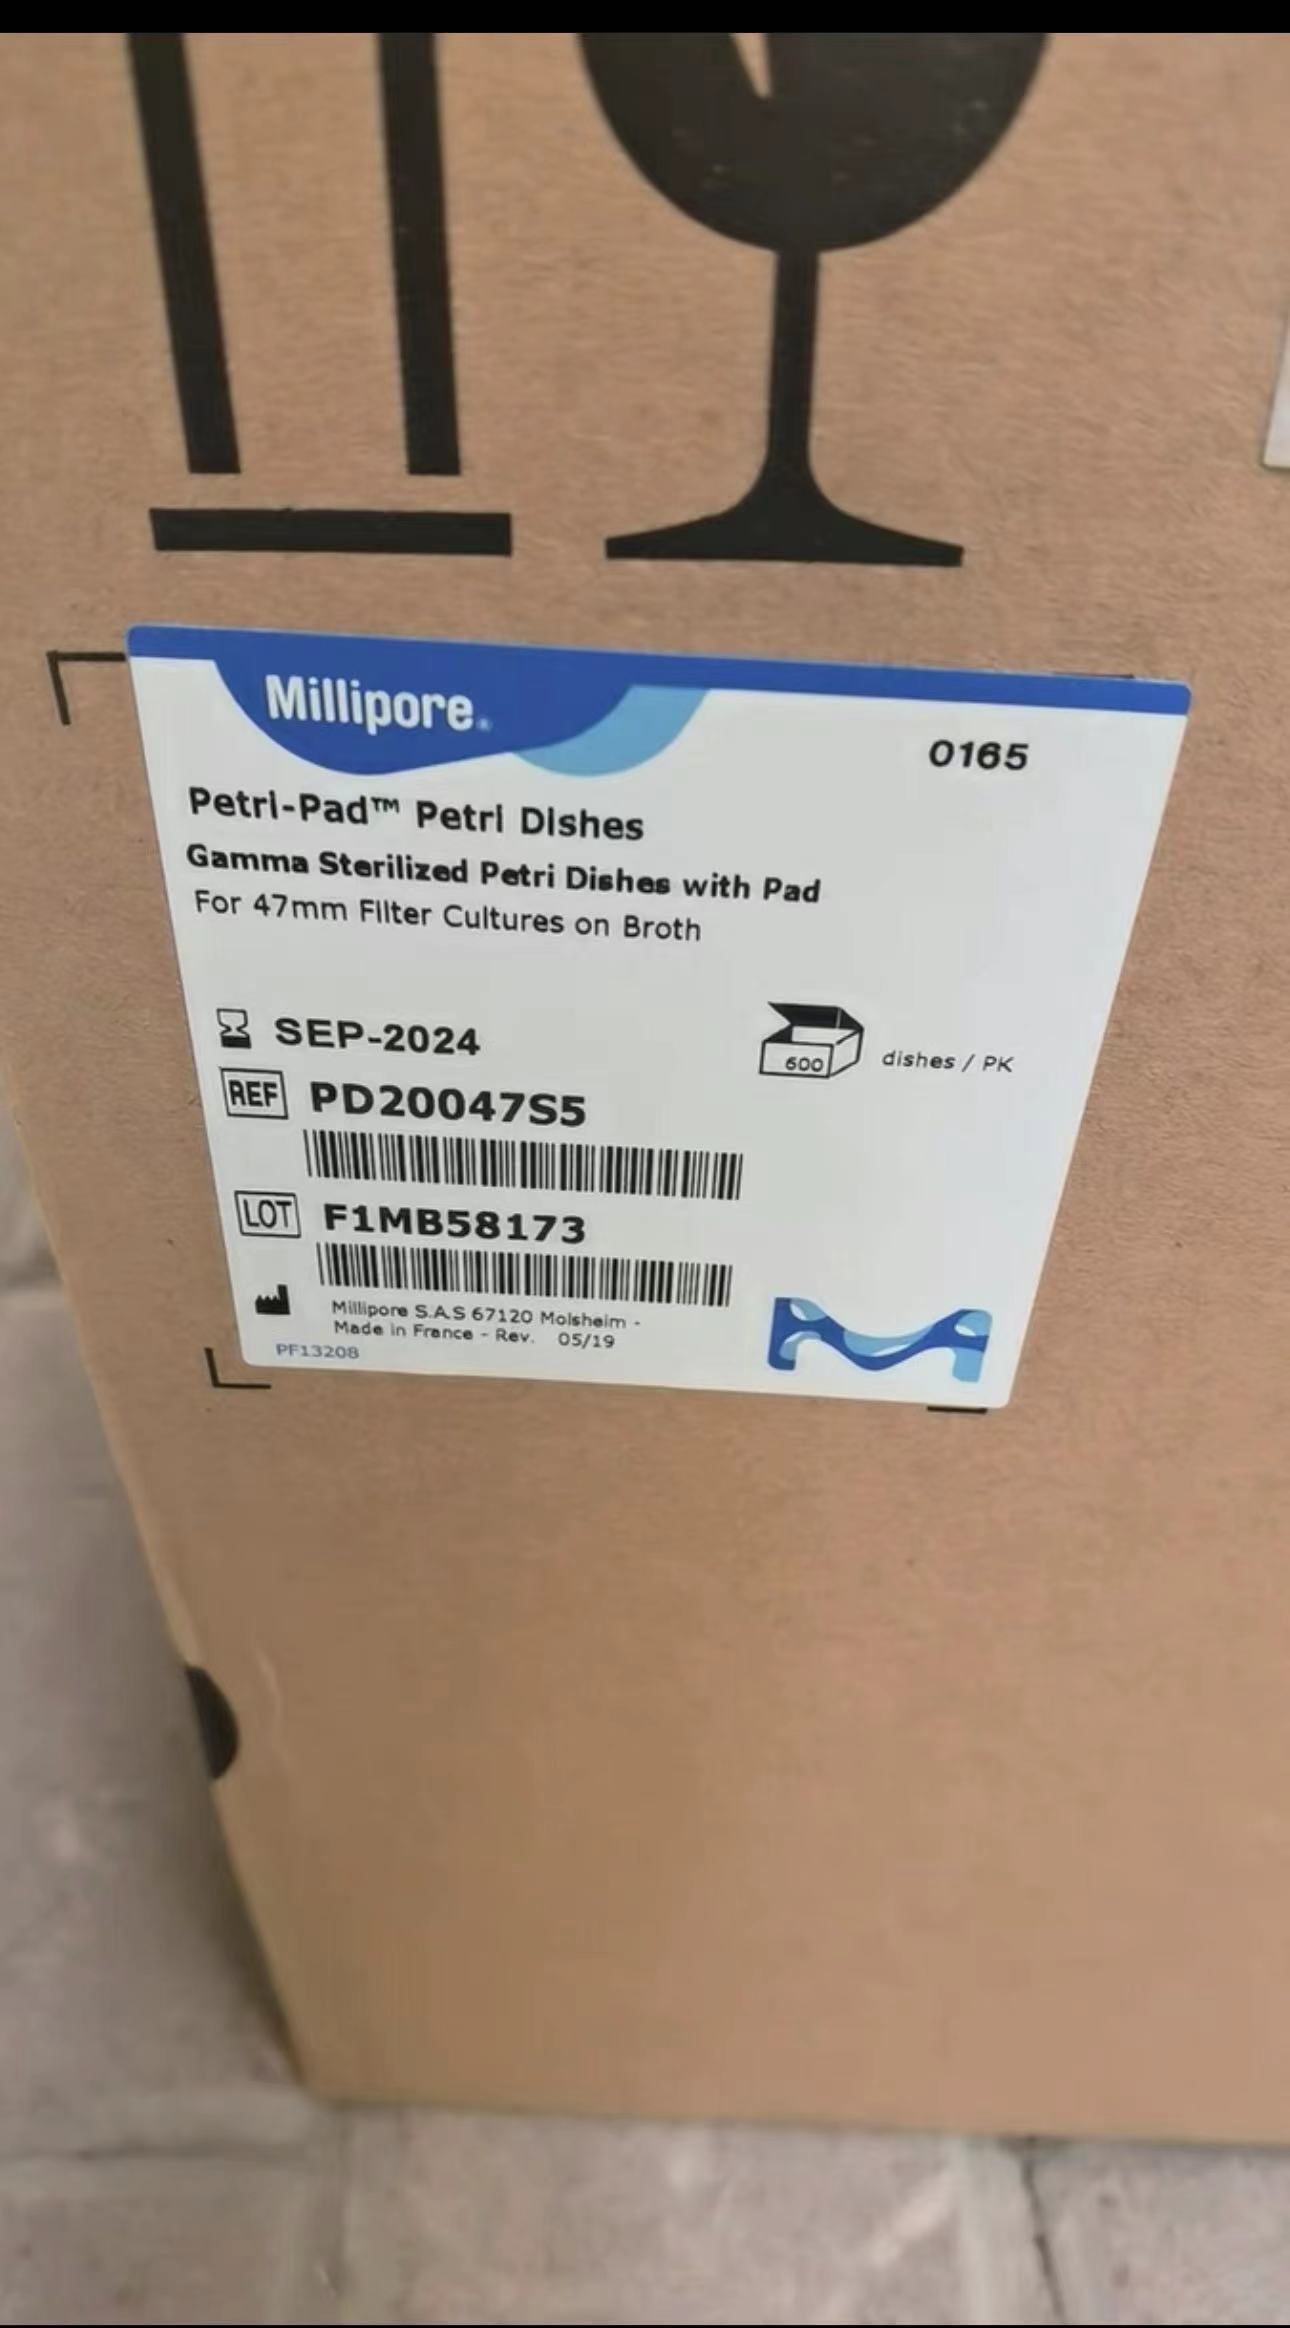 Millipore®
0165
Petri-Pad™ Petri Dishes
Gamma Sterilized Petri Dishes with Pad
For 47mm Filter Cultures on Broth
SEP-2024
600 dishes / PK
REF PD20047S5
LOT F1MB58173
Millipore S.A.S 67120 Molsheim -
Made in France - Rev. 05/19
PF13208